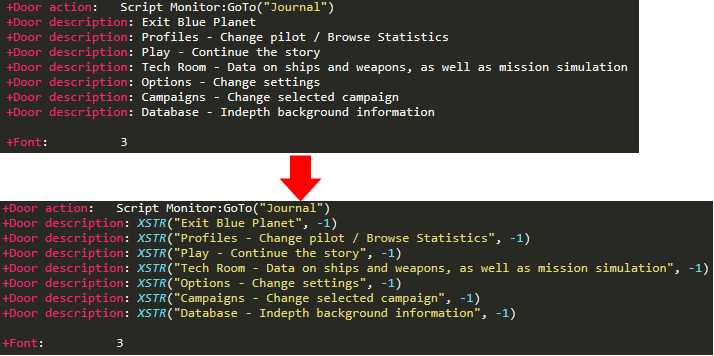 +Door action:   Script Monitor:GoTo("Journal")
+Door description: Exit Blue Planet
+Door description: Profiles - Change pilot / Browse Statistics
+Door description: Play - Continue the story
+Door description: Tech Room - Data on ships and weapons, as well as mission simulation
+Door description: Options - Change settings
+Door description: Campaigns - Change selected campaign
+Door description: Database - Indepth background information
+Font:          3
+Door action:   Script Monitor:GoTo("Journal")
+Door description: XSTR("Exit Blue Planet", -1)
+Door description: XSTR("Profiles - Change pilot / Browse Statistics", -1)
+Door description: XSTR("Play - Continue the story", -1)
+Door description: XSTR("Tech Room - Data on ships and weapons, as well as mission simulation", -1)
+Door description: XSTR("Options - Change settings", -1)
+Door description: XSTR("Campaigns - Change selected campaign", -1)
+Door description: XSTR("Database - Indepth background information", -1)
+Font:          3